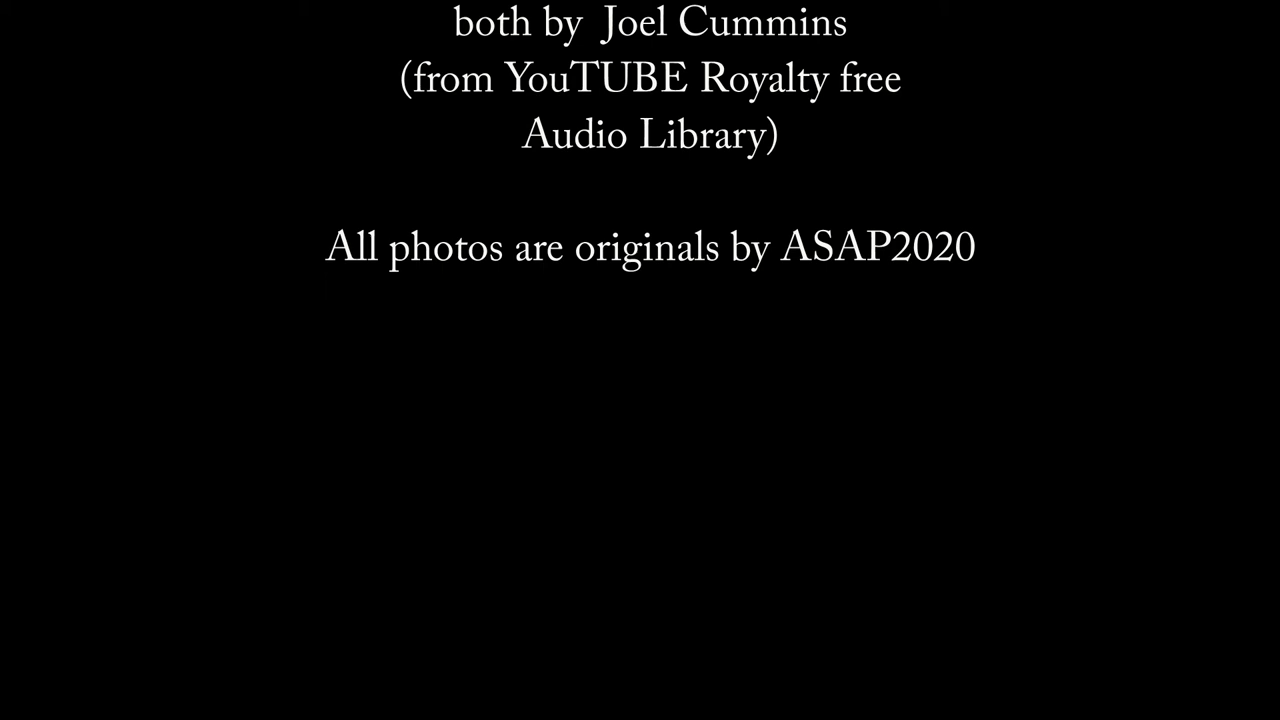 both by  Joel Cummins
(from YouTUBE Royalty free
Audio Library)
All photos are originals by ASAP2020